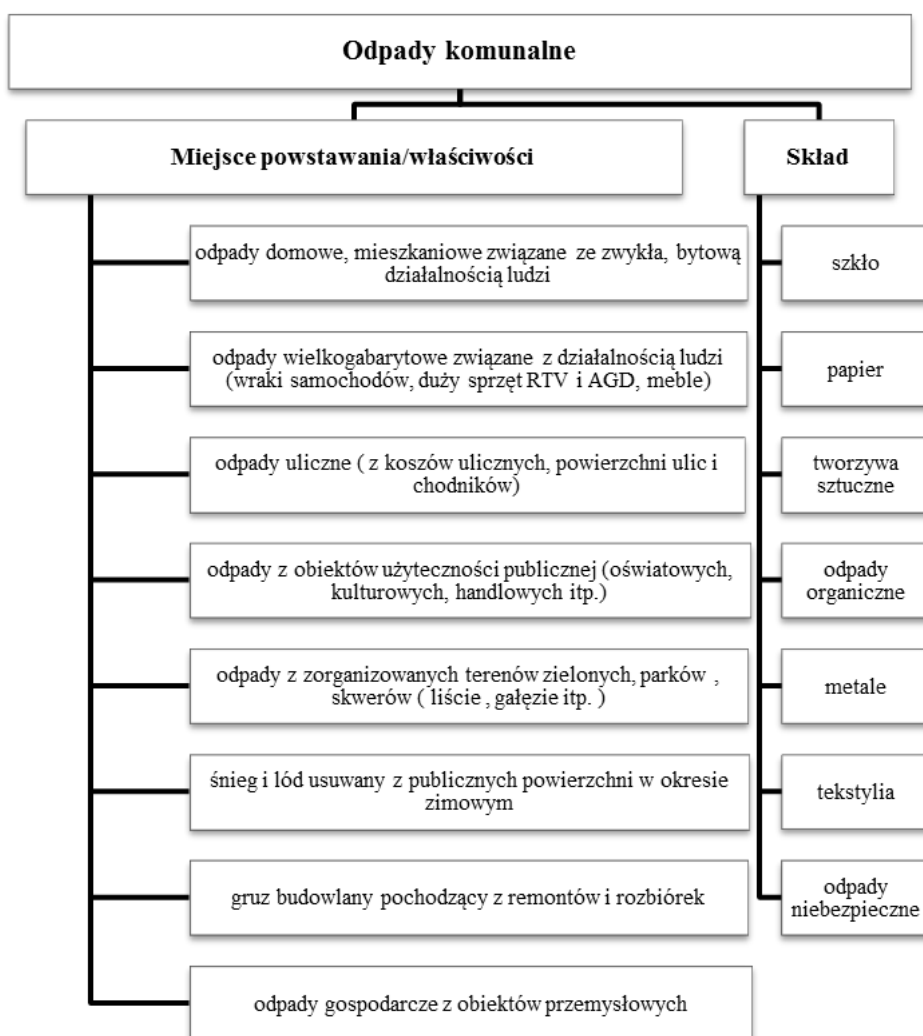 Odpady komunalne
Miejsce powstawania/właściwości
odpady domowe, mieszkaniowe związane ze zwykła, bytową
działalnością ludzi
odpady wielkogabarytowe związane z działalnością ludzi
(wraki samochodów, duży sprzęt RTV i AGD, meble)
odpady uliczne ( z koszów ulicznych, powierzchni ulic i
chodników)
odpady z obiektów użyteczności publicznej (oświatowych,
kulturowych, handlowych itp.)
odpady z zorganizowanych terenów zielonych, parków ,
skwerów ( liście , gałęzie itp. )
śnieg i lód usuwany z publicznych powierzchni w okresie
zimowym
gruz budowlany pochodzący z remontów i rozbiórek
odpady gospodarcze z obiektów przemysłowych
Skład
szkło
papier
tworzywa
sztuczne
odpady
organiczne
metale
tekstylia
odpady
niebezpieczne